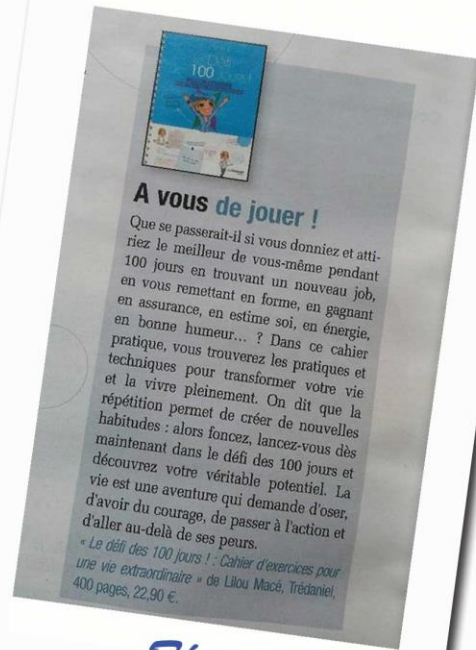 100
A vous de jouer !
Que se passerait-il si vous donniez et atti-
riez le meilleur de vous-même pendant
100 jours en trouvant un nouveau job,
en vous remettant en forme, en gagnant
en assurance, en estime soi, en énergie,
en bonne humeur... ? Dans ce cahier
pratique, vous trouverez les pratiques et
techniques pour transformer votre vie
et la vivre pleinement. On dit que la
répétition permet de créer de nouvelles
habitudes : alors foncez, lancez-vous dès
maintenant dans le défi des 100 jours et
découvrez votre véritable potentiel. La
vie est une aventure qui demande d'oser,
d'avoir du courage, de passer à l'action et
d'aller au-delà de ses peurs.
« Le défi des 100 jours ! : Cahier d'exercices pour
une vie extraordinaire » de Lilou Macé, Trédaniel,
400 pages, 22,90 €.